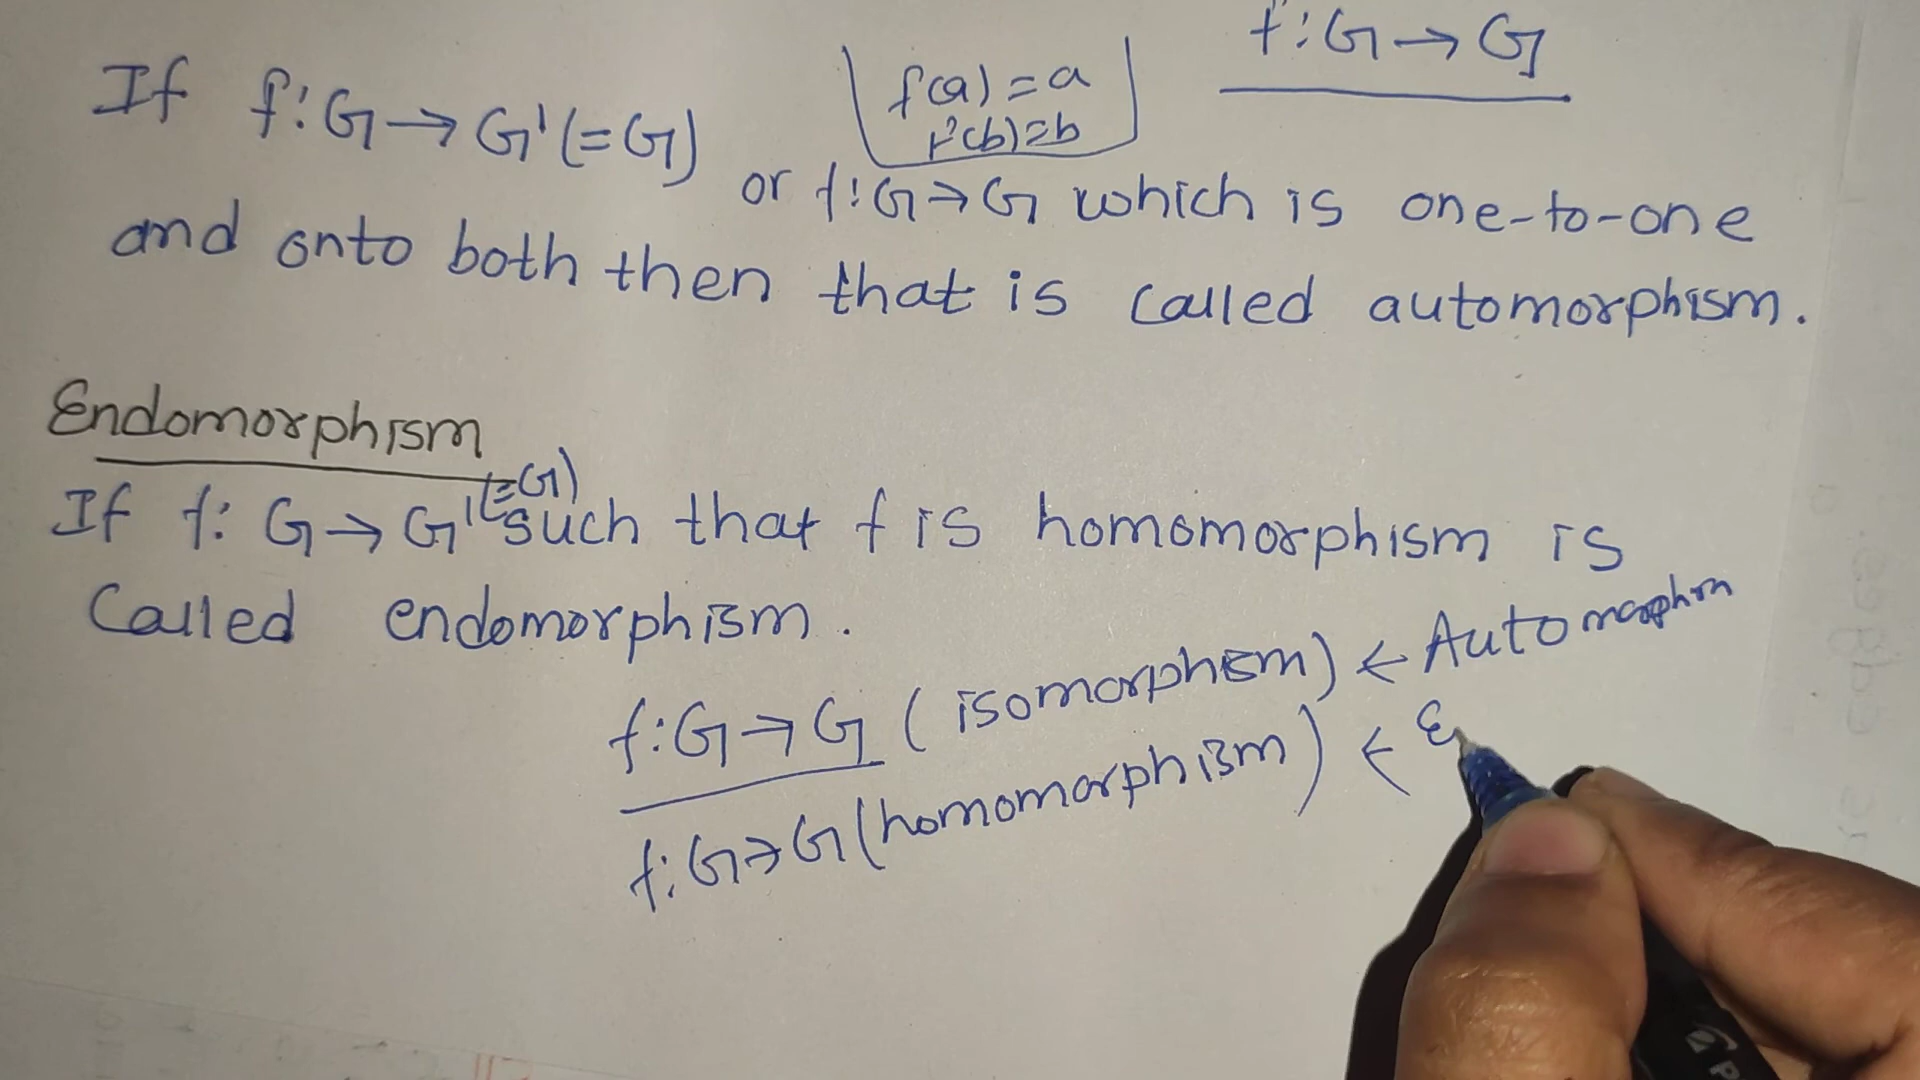 f:G→G
If f:G→G'(=G)
f(a)=a
f(b)=b
or f:G→G which is one-to-one
and onto both then that is called automorphism.
Endomorphism
If f: G→G'(=G) such that f is homomorphism is
Called endomorphism.
f:G→G (isomorphism) ← Automorphm
f:G→G (homomorphism) ← E